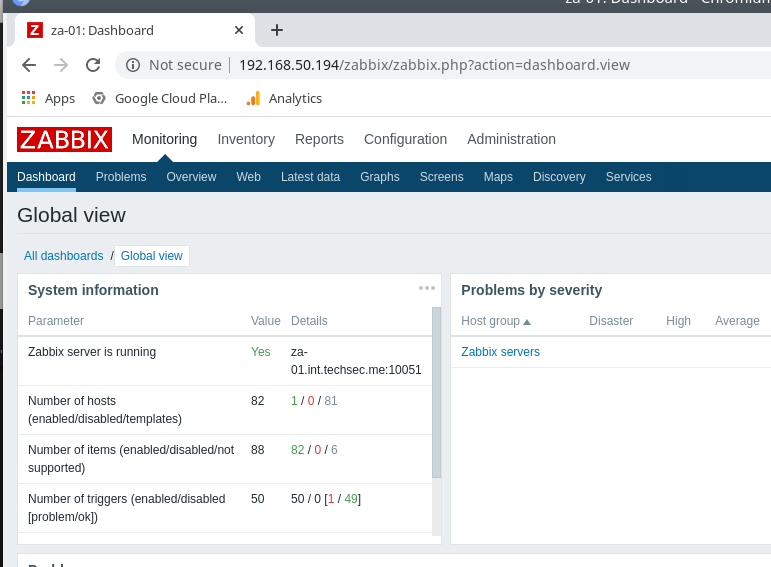 za-01: Dashboard - Chromium
za-01: Dashboard
Not secure 192.168.50.194/zabbix/zabbix.php?action=dashboard.view
Apps Google Cloud Pla... Analytics
ZABBIX Monitoring Inventory Reports Configuration Administration
Dashboard Problems Overview Web Latest data Graphs Screens Maps Discovery Services
Global view
All dashboards / Global view
System information
Parameter Value Details
Zabbix server is running Yes za-
01.int.techsec.me:10051
Number of hosts 82 1 / 0 / 81
(enabled/disabled/templates)
Number of items (enabled/disabled/not 88 82 / 0 / 6
supported)
Number of triggers (enabled/disabled 50 50 / 0 [1 / 49]
[problem/ok])
Problems by severity
Host group Disaster High Average
Zabbix servers